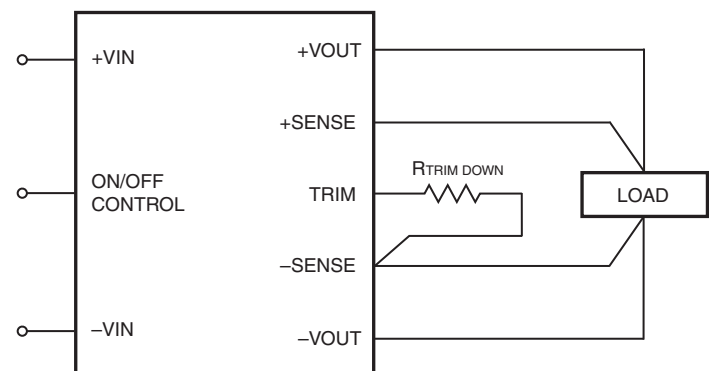 +VIN
ON/OFF
CONTROL
–VIN
+VOUT
+SENSE
TRIM
–SENSE
–VOUT
RTRIM DOWN
LOAD